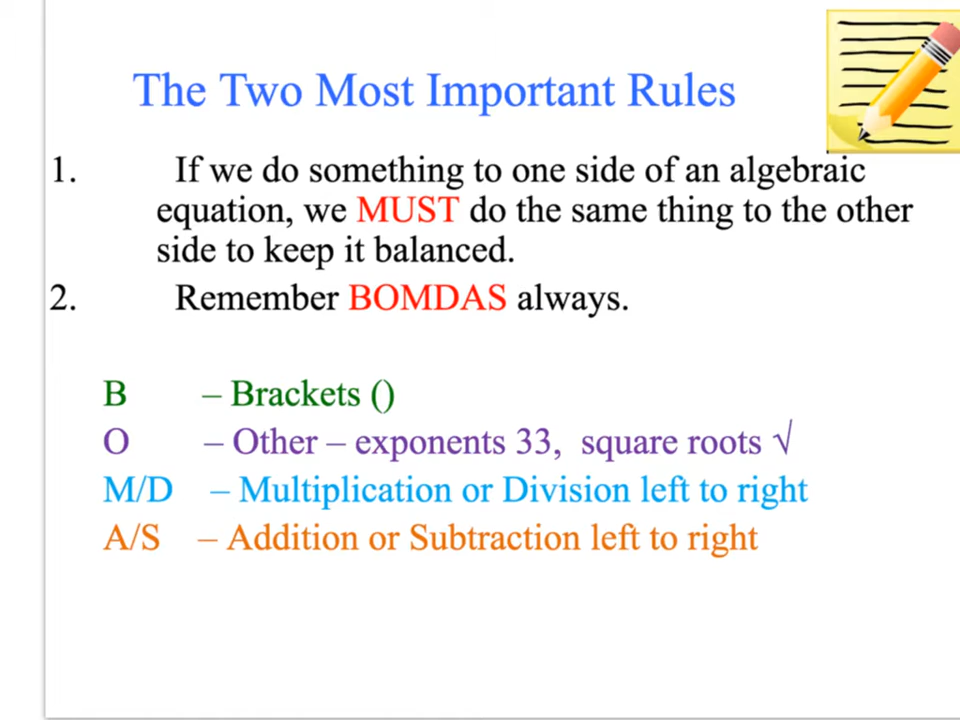 The Two Most Important Rules
1. If we do something to one side of an algebraic
equation, we MUST do the same thing to the other
side to keep it balanced.
2. Remember BOMDAS always.
B – Brackets ()
O – Other – exponents 33, square roots √
M/D – Multiplication or Division left to right
A/S – Addition or Subtraction left to right